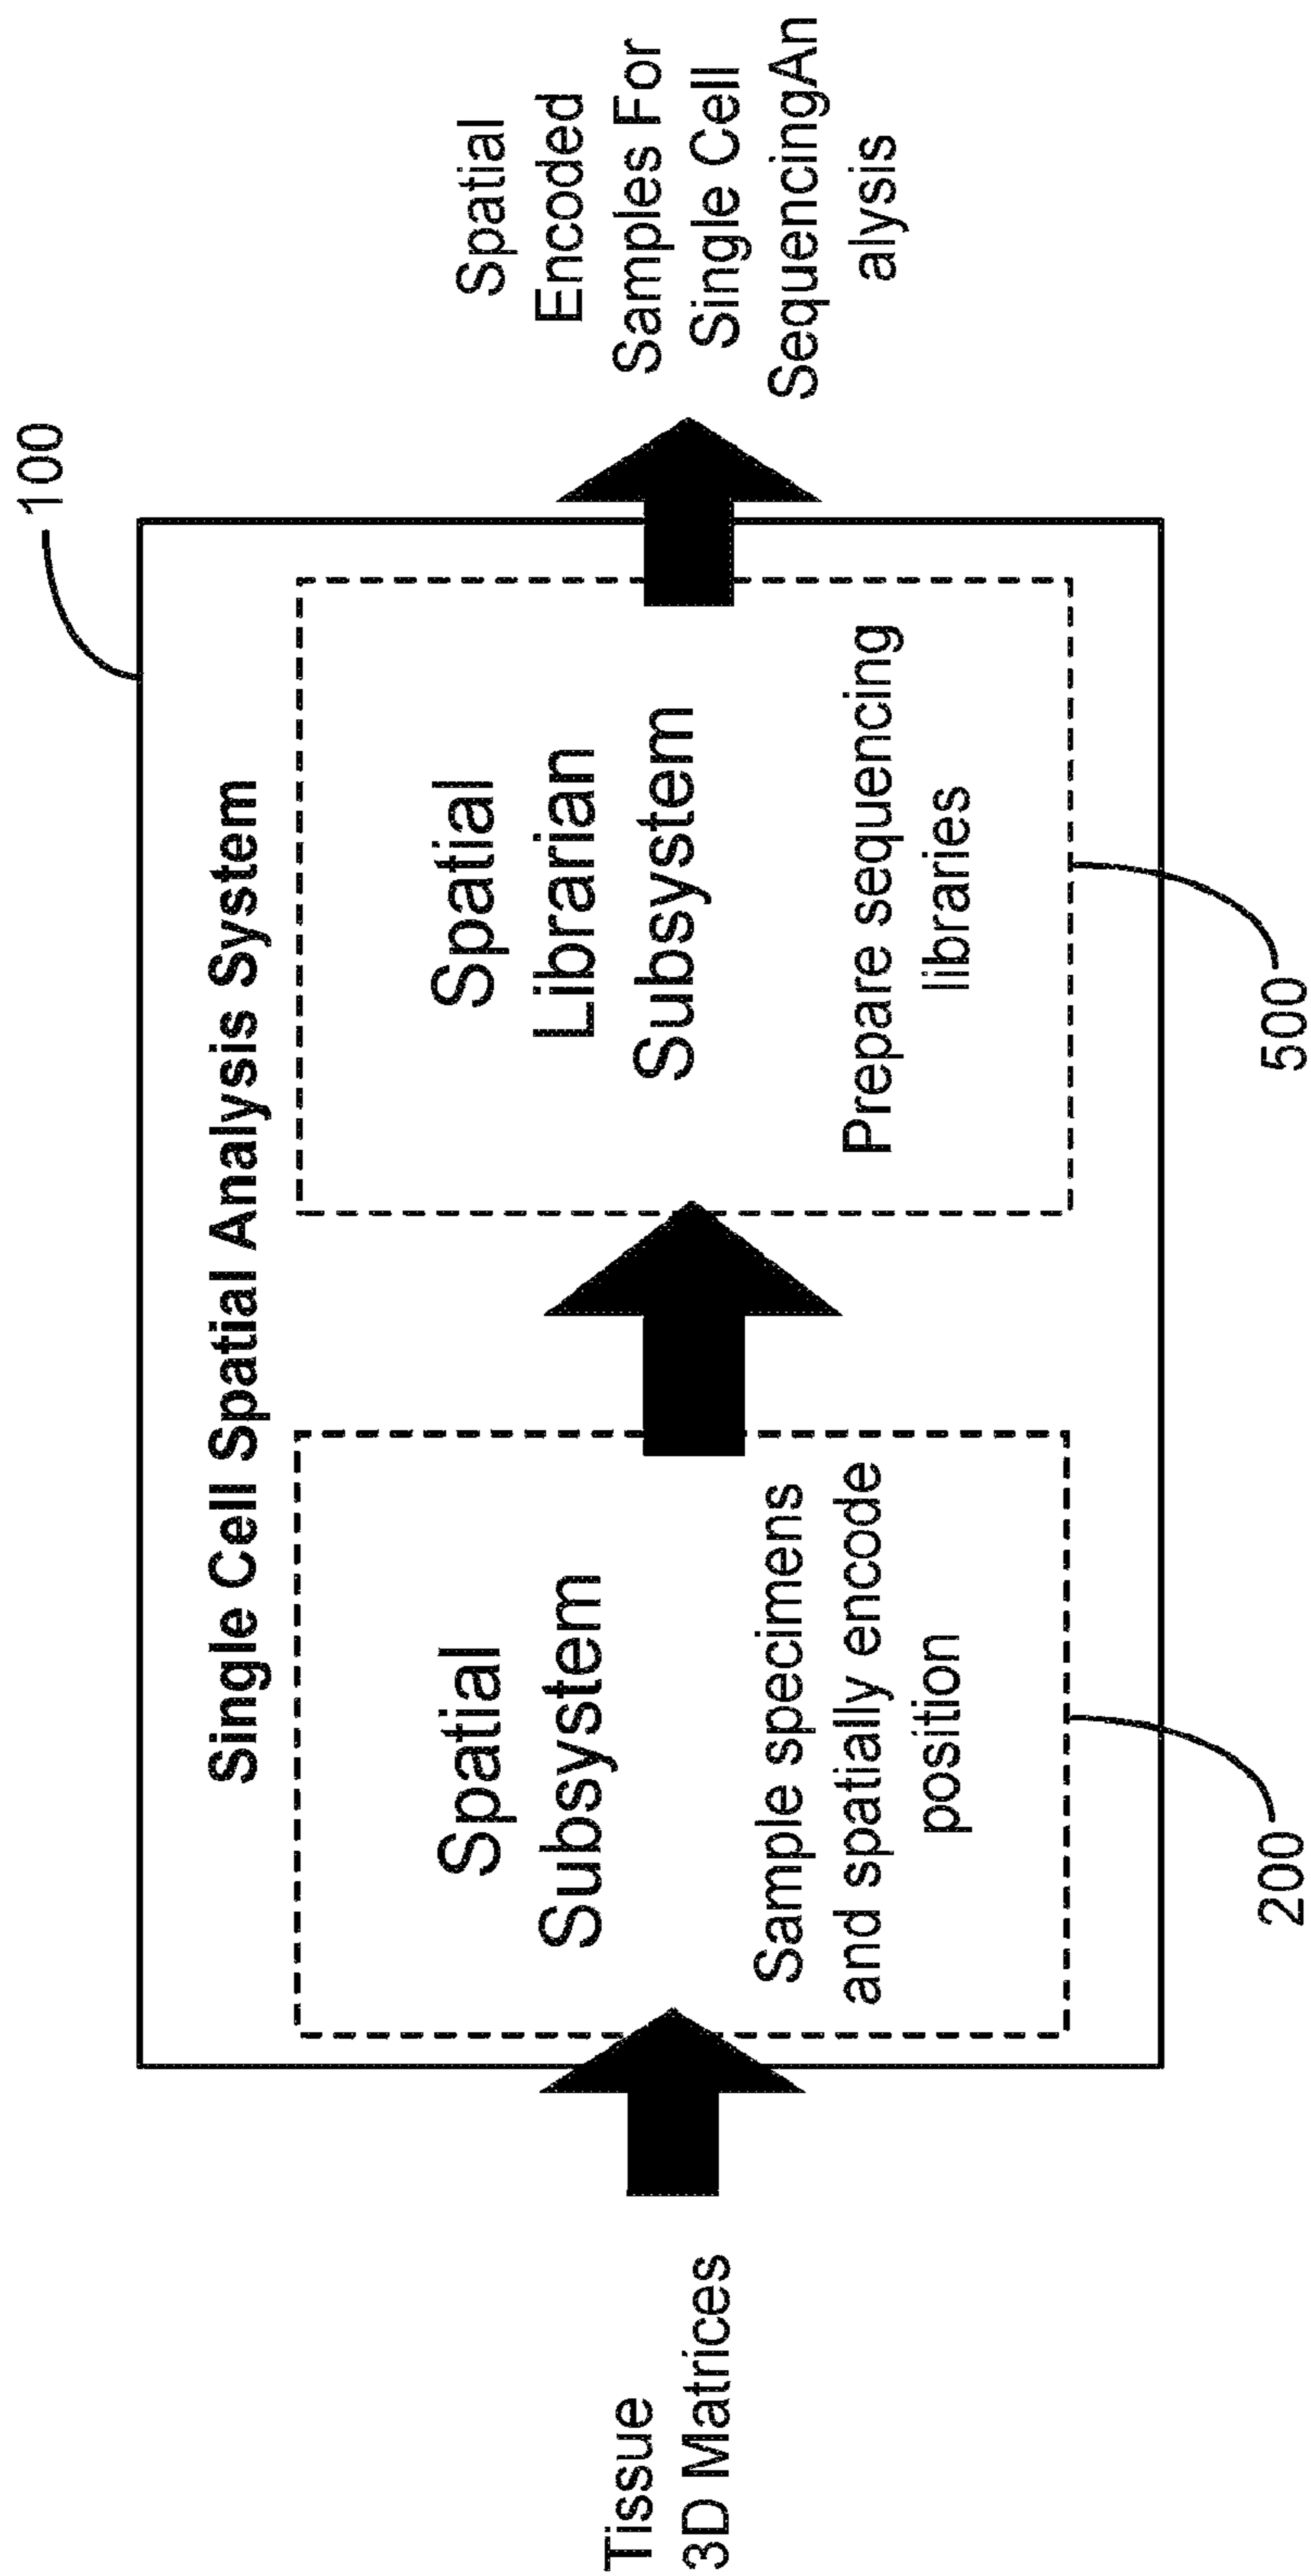 100
Single Cell Spatial Analysis System
Tissue
3D Matrices
Spatial
Subsystem
Sample specimens
and spatially encode
position
200
Spatial
Librarian
Subsystem
Prepare sequencing
libraries
500
Spatial
Encoded
Samples For
Single Cell
SequencingAn
alysis